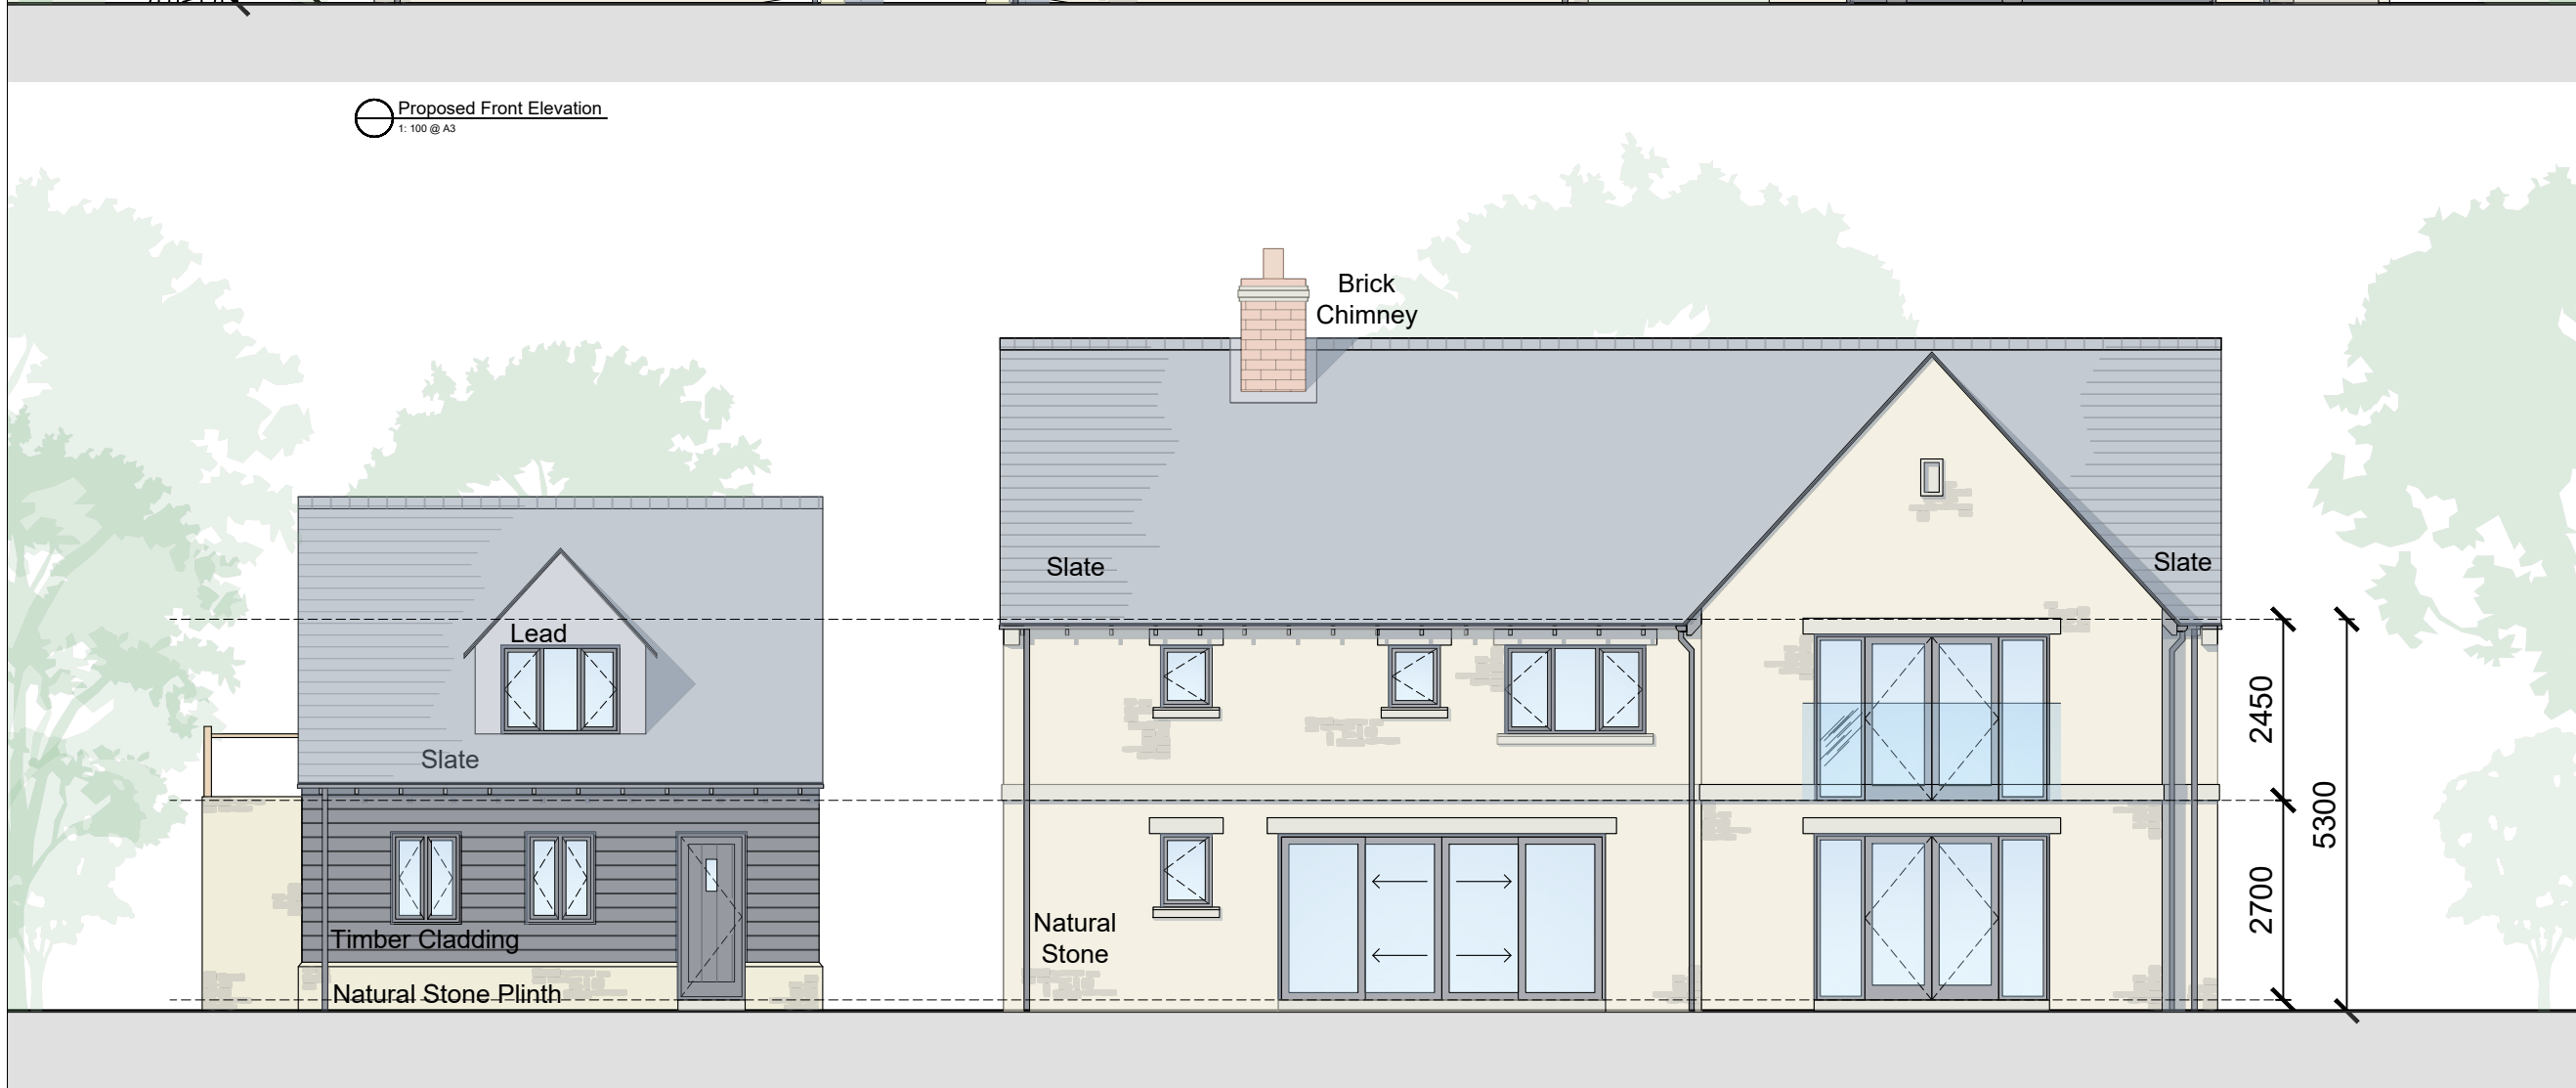 Proposed Front Elevation
1: 100 @ A3
Brick
Chimney
Slate
Slate
Lead
Slate
2450
5300
2700
Timber Cladding
Natural
Stone
Natural Stone Plinth